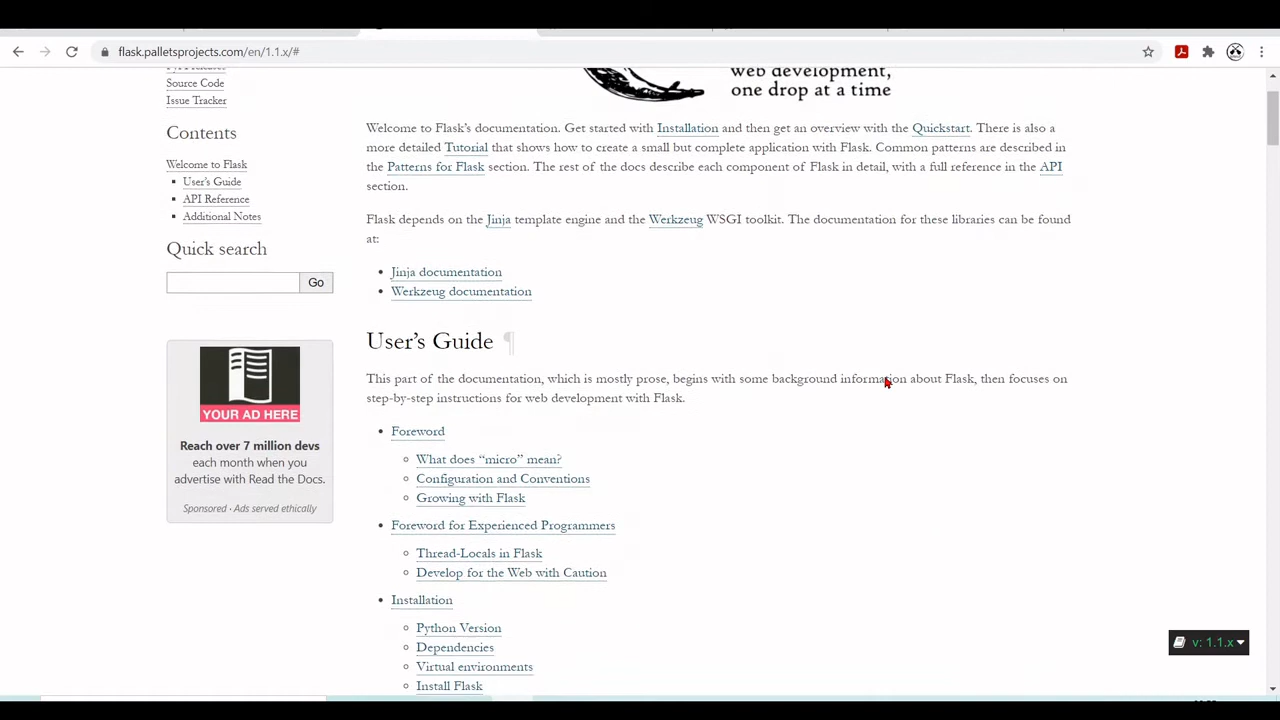 flask.palletsprojects.com/en/1.1.x/#
Source Code
Issue Tracker
Contents
Welcome to Flask
User's Guide
API Reference
Additional Notes
Quick search
Go
YOUR AD HERE
Reach over 7 million devs
each month when you
advertise with Read the Docs.
Sponsored · Ads served ethically
web development,
one drop at a time
Welcome to Flask's documentation. Get started with Installation and then get an overview with the Quickstart. There is also a
more detailed Tutorial that shows how to create a small but complete application with Flask. Common patterns are described in
the Patterns for Flask section. The rest of the docs describe each component of Flask in detail, with a full reference in the API
section.
Flask depends on the Jinja template engine and the Werkzeug WSGI toolkit. The documentation for these libraries can be found
at:
Jinja documentation
Werkzeug documentation
User's Guide ¶
This part of the documentation, which is mostly prose, begins with some background information about Flask, then focuses on
step-by-step instructions for web development with Flask.
Foreword
What does “micro” mean?
Configuration and Conventions
Growing with Flask
Foreword for Experienced Programmers
Thread-Locals in Flask
Develop for the Web with Caution
Installation
Python Version
Dependencies
Virtual environments
Install Flask
v: 1.1.x